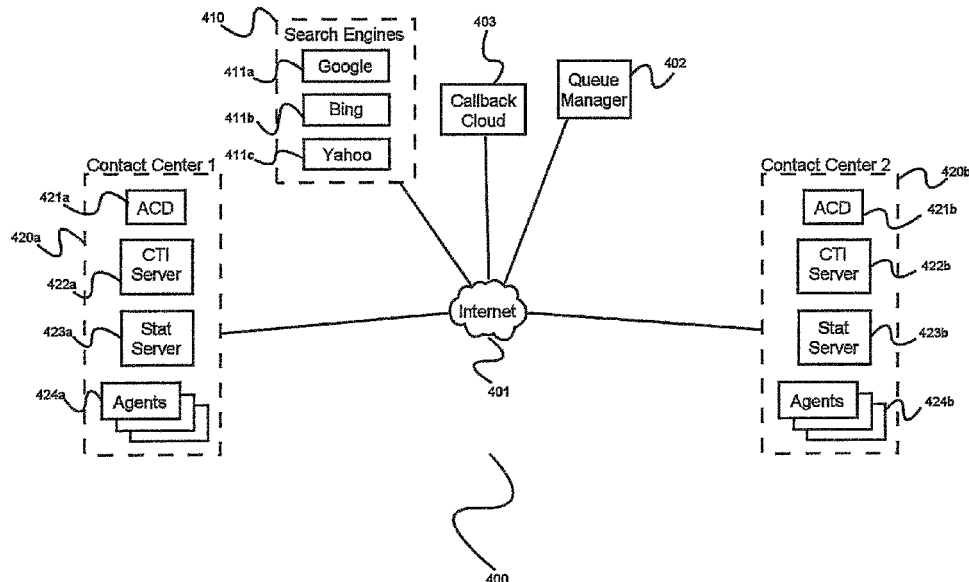 410
Search Engines
411a
Google
411b
Bing
411c
Yahoo
403
Callback
Cloud
402
Queue
Manager
Contact Center 1
421a
ACD
420a
CTI
Server
422a
423a
Stat
Server
424a
Agents
Internet
401
Contact Center 2
420b
ACD
421b
CTI
Server
422b
Stat
Server
423b
Agents
424b
400